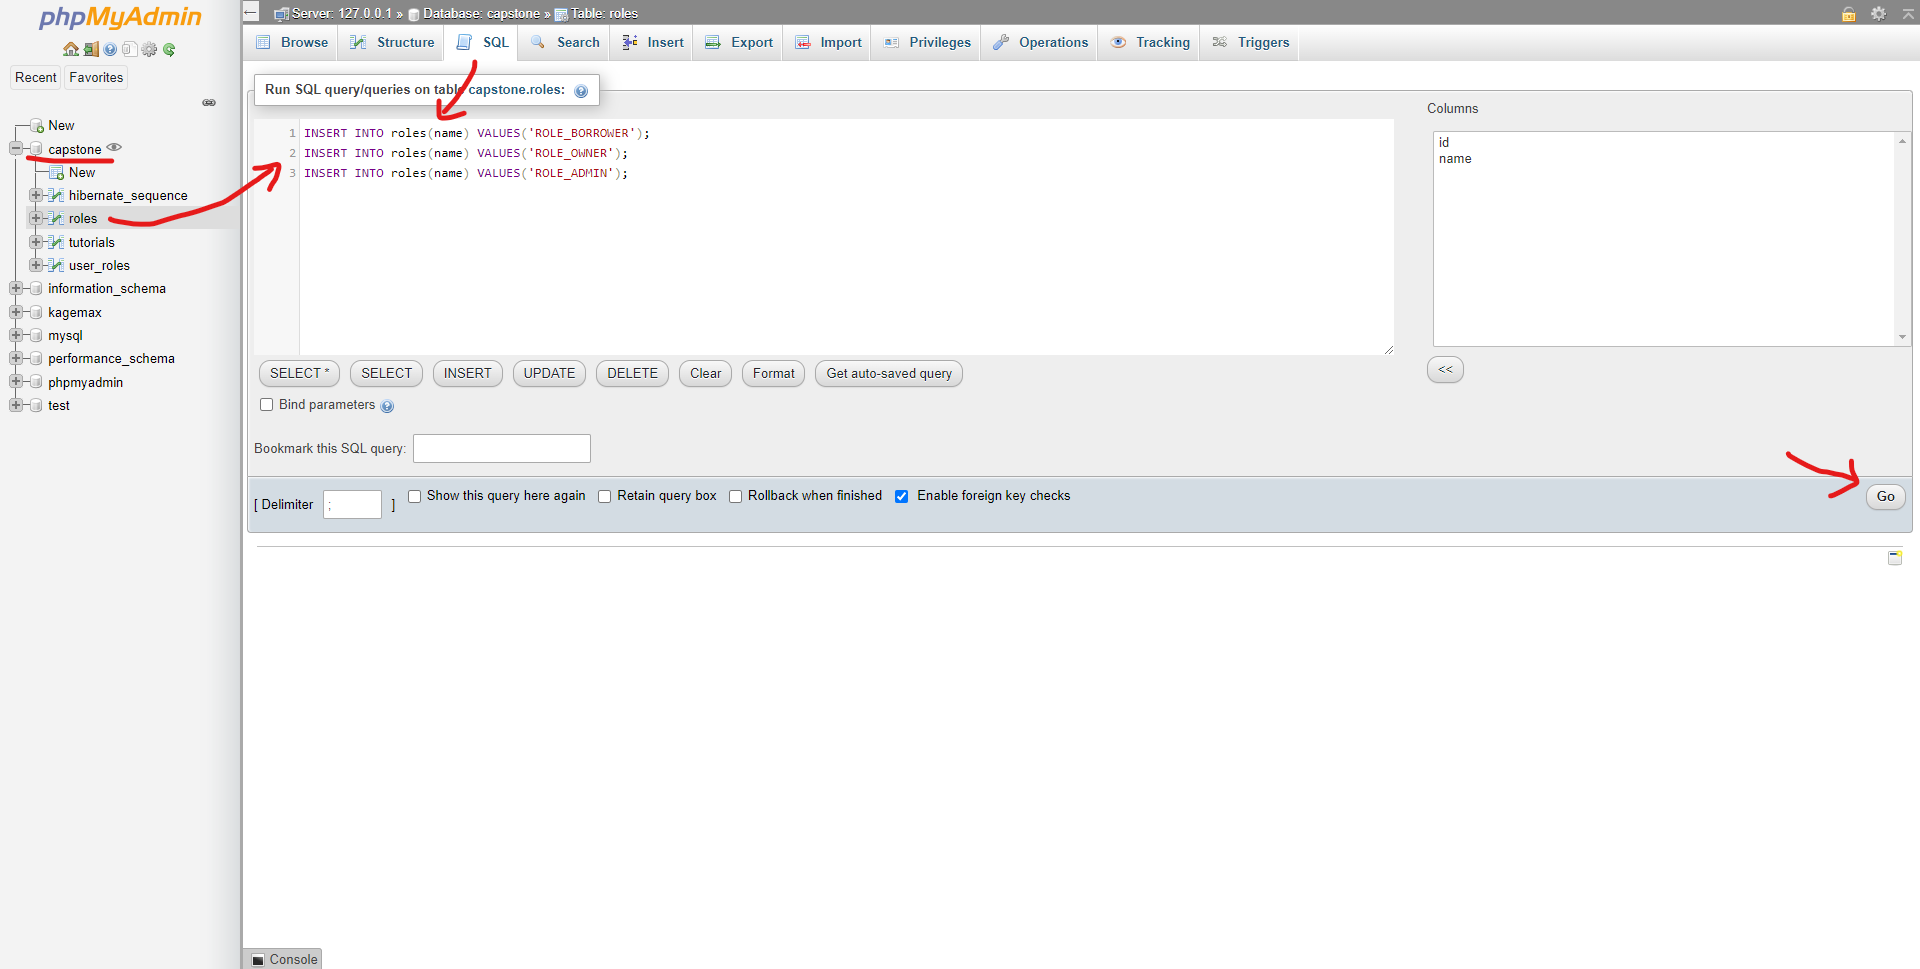 phpMyAdmin
Recent Favorites
New
capstone
New
hibernate_sequence
roles
tutorials
user_roles
information_schema
kagemax
mysql
performance_schema
phpmyadmin
test
Server: 127.0.0.1 » Database: capstone » Table: roles
Browse Structure SQL Search Insert Export Import Privileges Operations Tracking Triggers
Run SQL query/queries on table capstone.roles:
1 INSERT INTO roles(name) VALUES('ROLE_BORROWER');
2 INSERT INTO roles(name) VALUES('ROLE_OWNER');
3 INSERT INTO roles(name) VALUES('ROLE_ADMIN');
Columns
id
name
SELECT * SELECT INSERT UPDATE DELETE Clear Format Get auto-saved query
<<
Bind parameters
Bookmark this SQL query:
[ Delimiter ; ] Show this query here again Retain query box Rollback when finished Enable foreign key checks
Go
Console